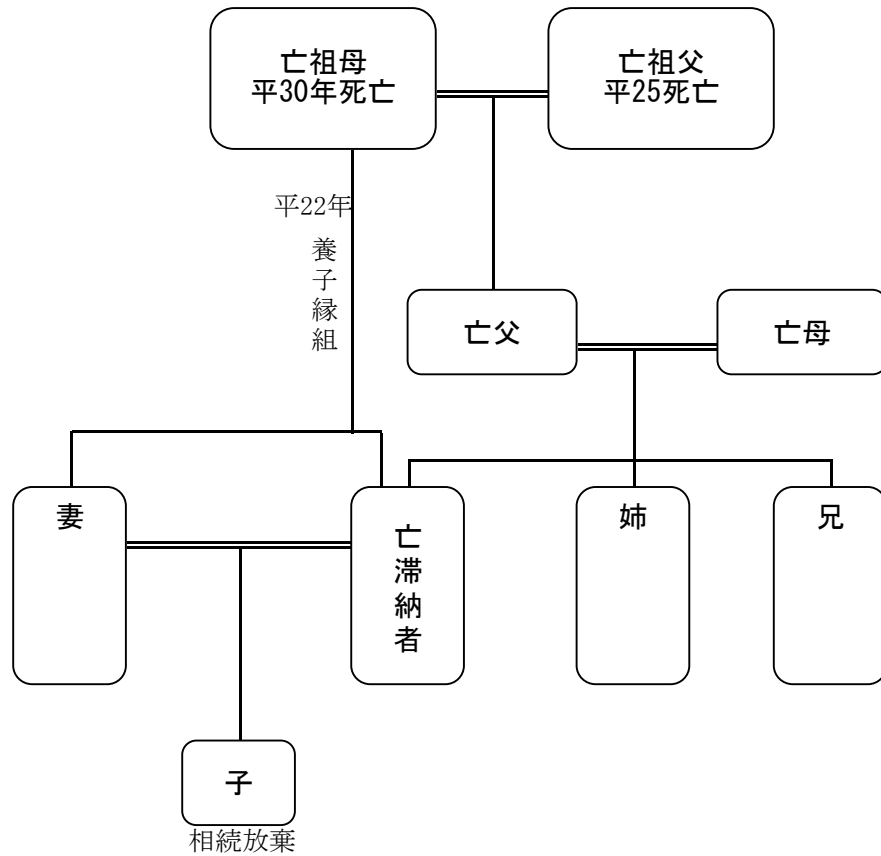 亡祖母
平30年死亡
亡祖父
平25死亡
平22年
養子縁組
亡父
亡母
妻
亡滞納者
姉
兄
子
相続放棄